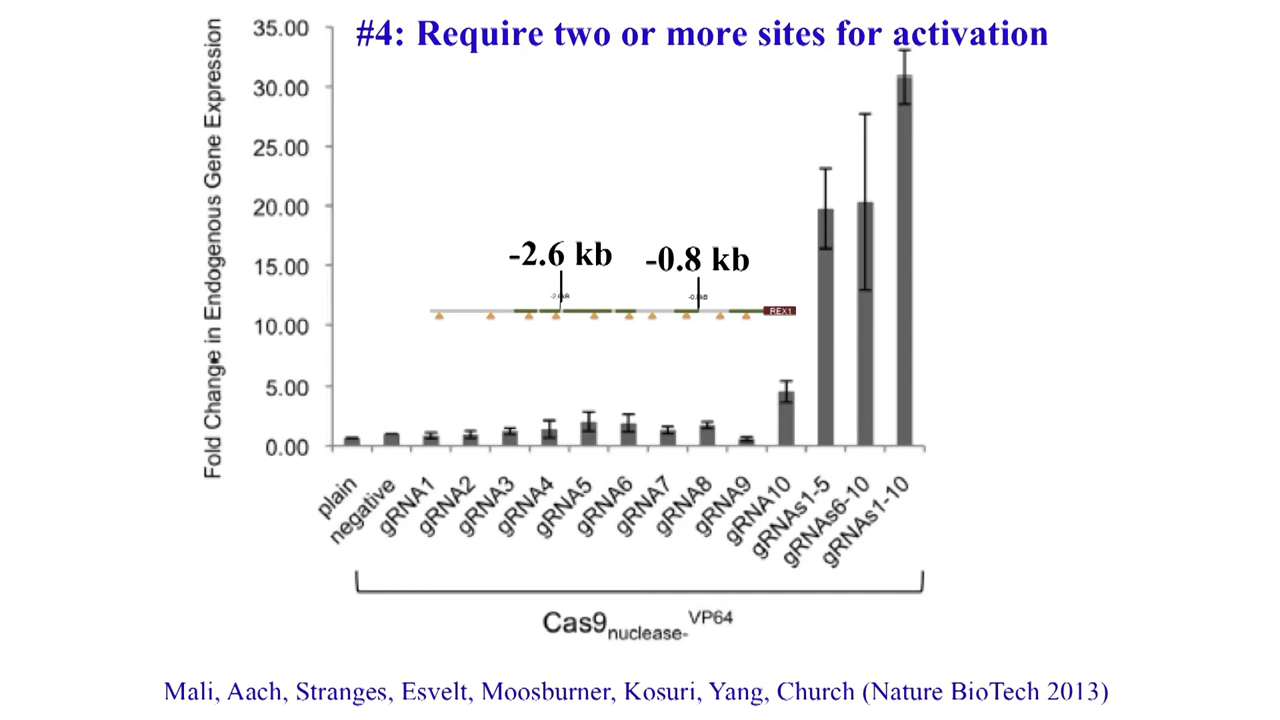 #4: Require two or more sites for activation
Fold Change in Endogenous Gene Expression
35.00
30.00
25.00
20.00
15.00
10.00
5.00
0.00
-2.6 kb -0.8 kb
REX1
plain
negative
gRNA1
gRNA2
gRNA3
gRNA4
gRNA5
gRNA6
gRNA7
gRNA8
gRNA9
gRNA10
gRNAs1-5
gRNAs6-10
gRNAs1-10
Cas9nuclease-VP64
Mali, Aach, Stranges, Esvelt, Moosburner, Kosuri, Yang, Church (Nature BioTech 2013)